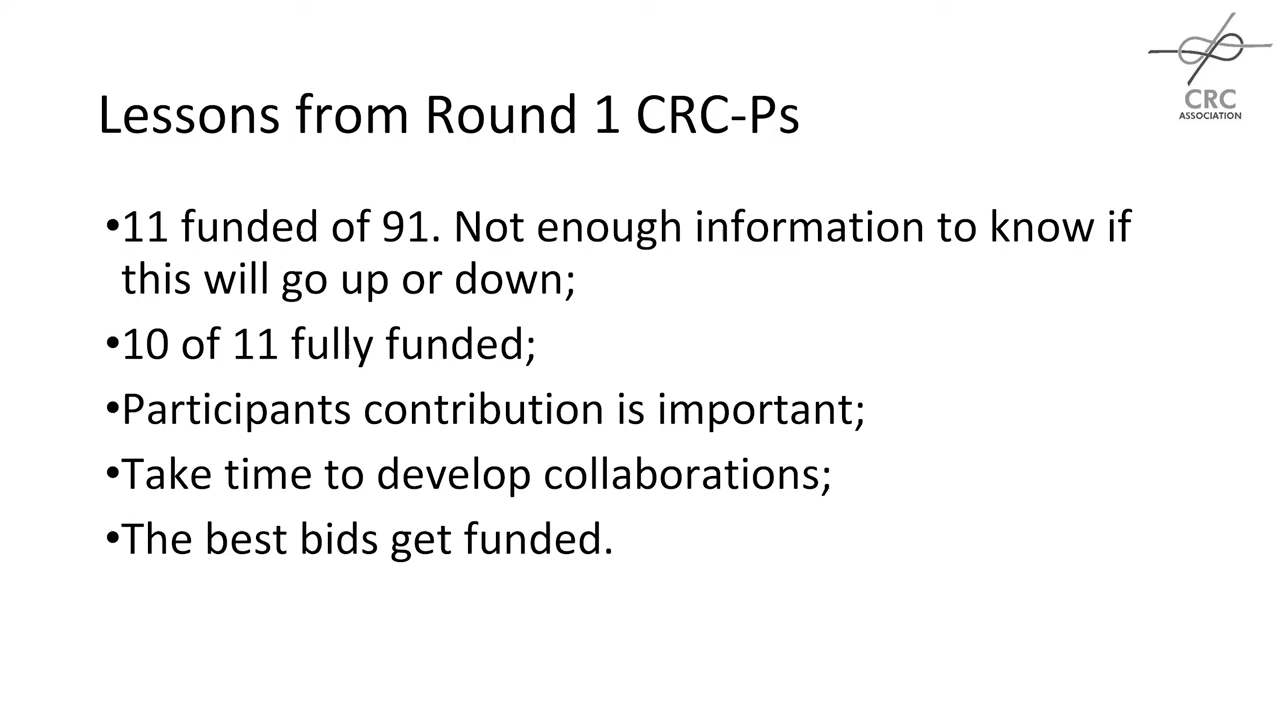 CRC
ASSOCIATION
Lessons from Round 1 CRC-Ps
•11 funded of 91. Not enough information to know if
this will go up or down;
•10 of 11 fully funded;
•Participants contribution is important;
•Take time to develop collaborations;
•The best bids get funded.